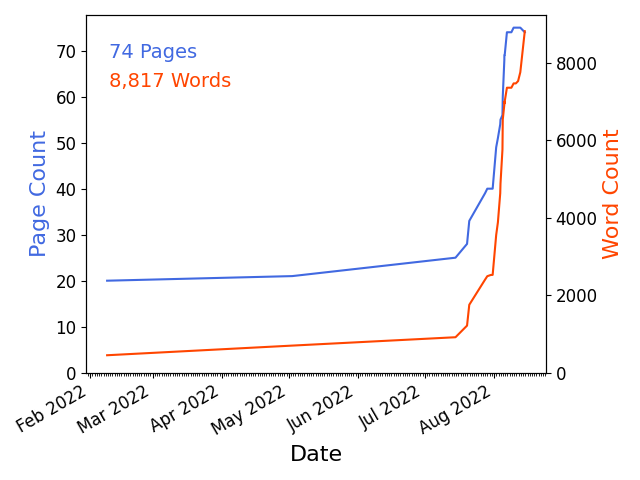 74 Pages
8,817 Words
Page Count
70
60
50
40
30
20
10
0
8000
6000
4000
2000
0
Word Count
Feb 2022
Mar 2022
Apr 2022
May 2022
Jun 2022
Jul 2022
Aug 2022
Date